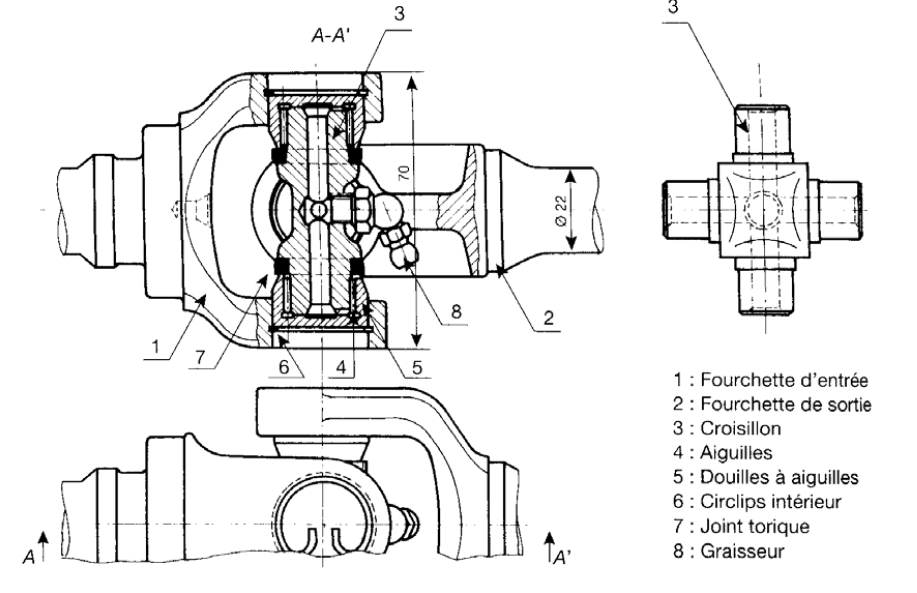 3
3
A-A'
70
Ø 22
1
7
6
4
5
8
2
1 : Fourchette d'entrée
2 : Fourchette de sortie
3 : Croisillon
4 : Aiguilles
5 : Douilles à aiguilles
6 : Circlips intérieur
7 : Joint torique
8 : Graisseur
A
A'